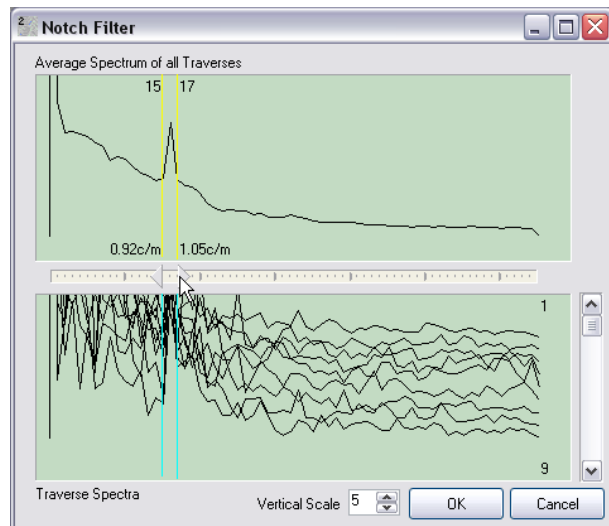 2 Notch Filter
Average Spectrum of all Traverses
15 17
0.92c/m 1.05c/m
1
9
Traverse Spectra
Vertical Scale 5 OK Cancel